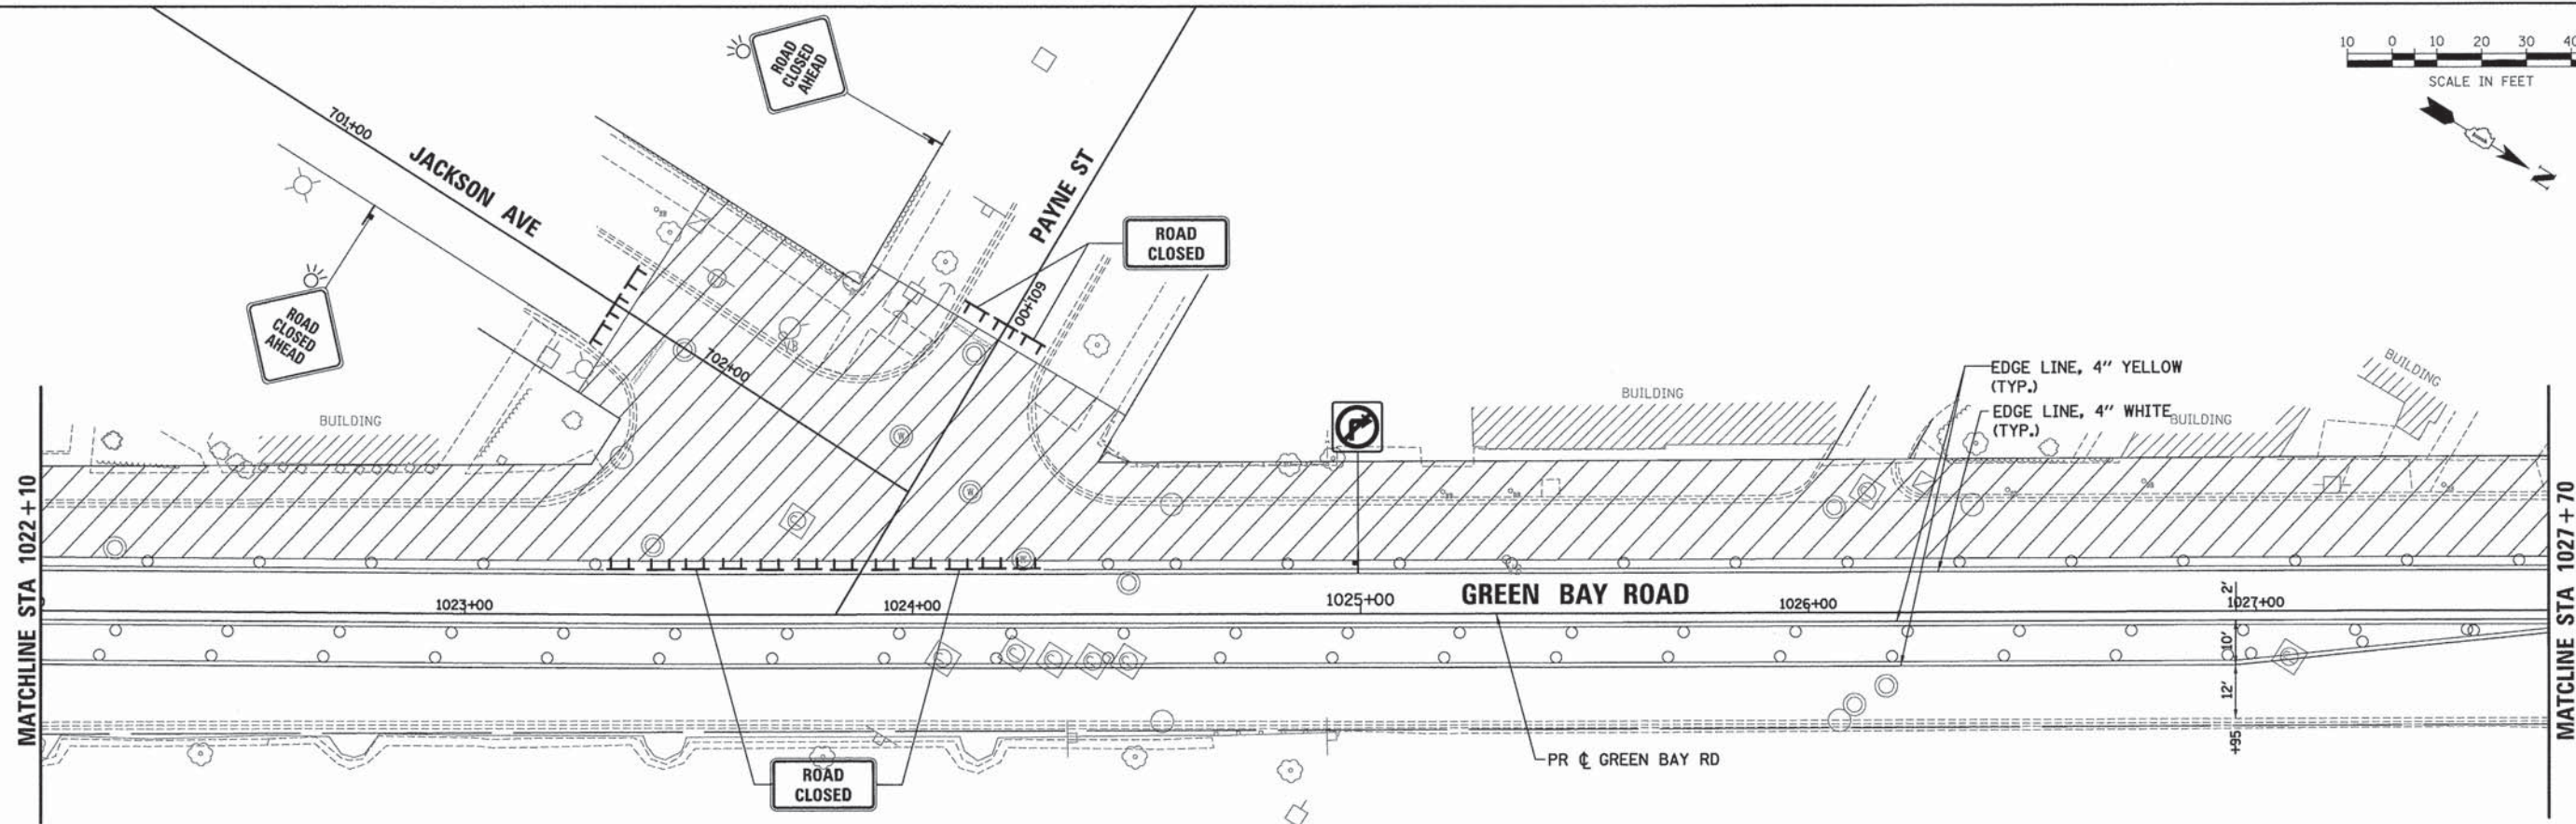 10 0 10 20 30 40
SCALE IN FEET
N
ROAD
CLOSED
AHEAD
701+00
JACKSON AVE
PAYNE ST
ROAD
CLOSED
601+00
ROAD
CLOSED
AHEAD
702+00
BUILDING
BUILDING
BUILDING
BUILDING
EDGE LINE, 4" YELLOW
(TYP.)
EDGE LINE, 4" WHITE
(TYP.)
MATCHLINE STA 1022+10
MATCLINE STA 1027+70
1023+00
1024+00
1025+00
GREEN BAY ROAD
1026+00
1027+00
2'
10'
12'
+95
PR ℄ GREEN BAY RD
ROAD
CLOSED